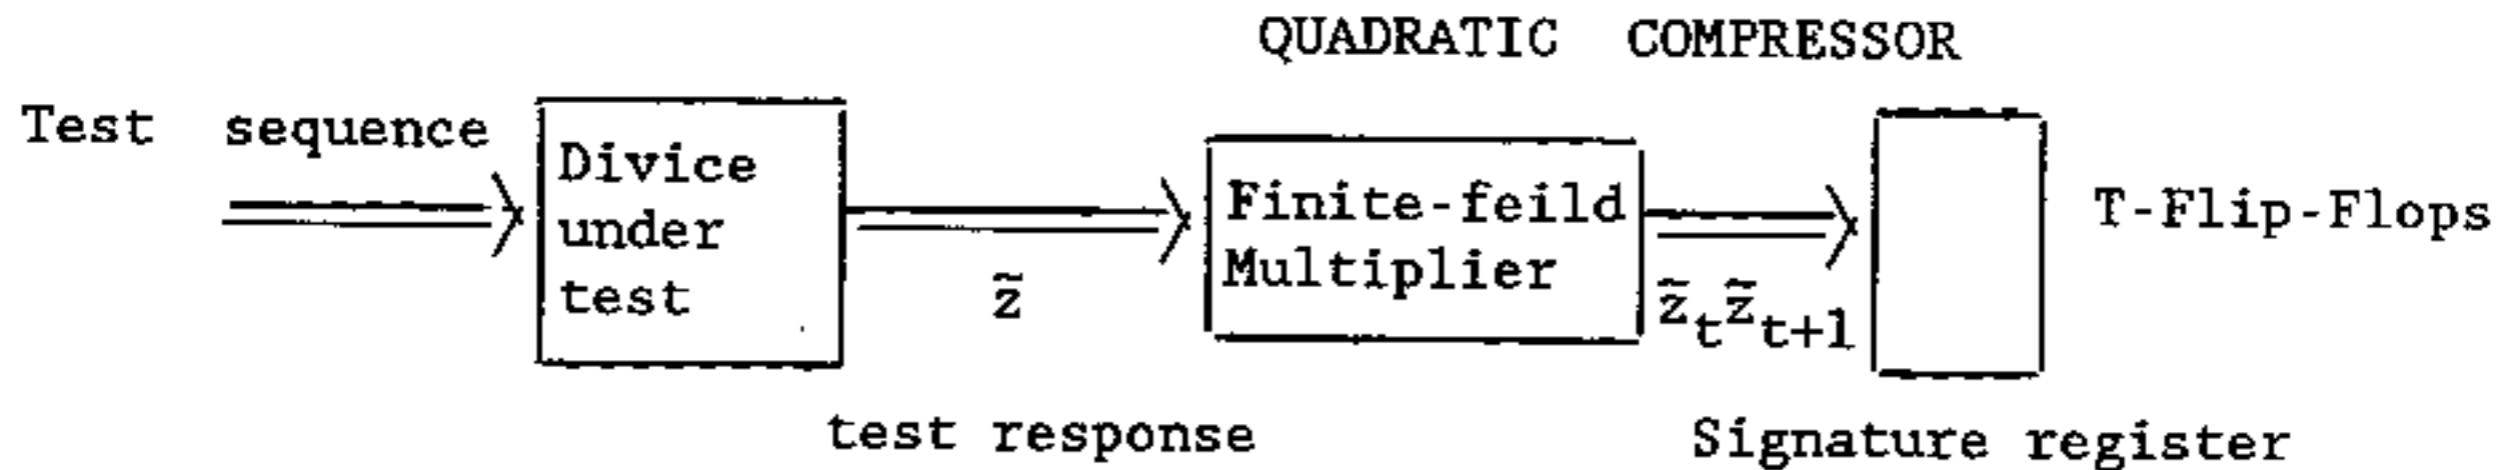 QUADRATIC COMPRESSOR
Test sequence
Divice
under
test
z̃
Finite-feild
Multiplier
z̃ₜz̃ₜ₊₁
T-Flip-Flops
test response
Signature register